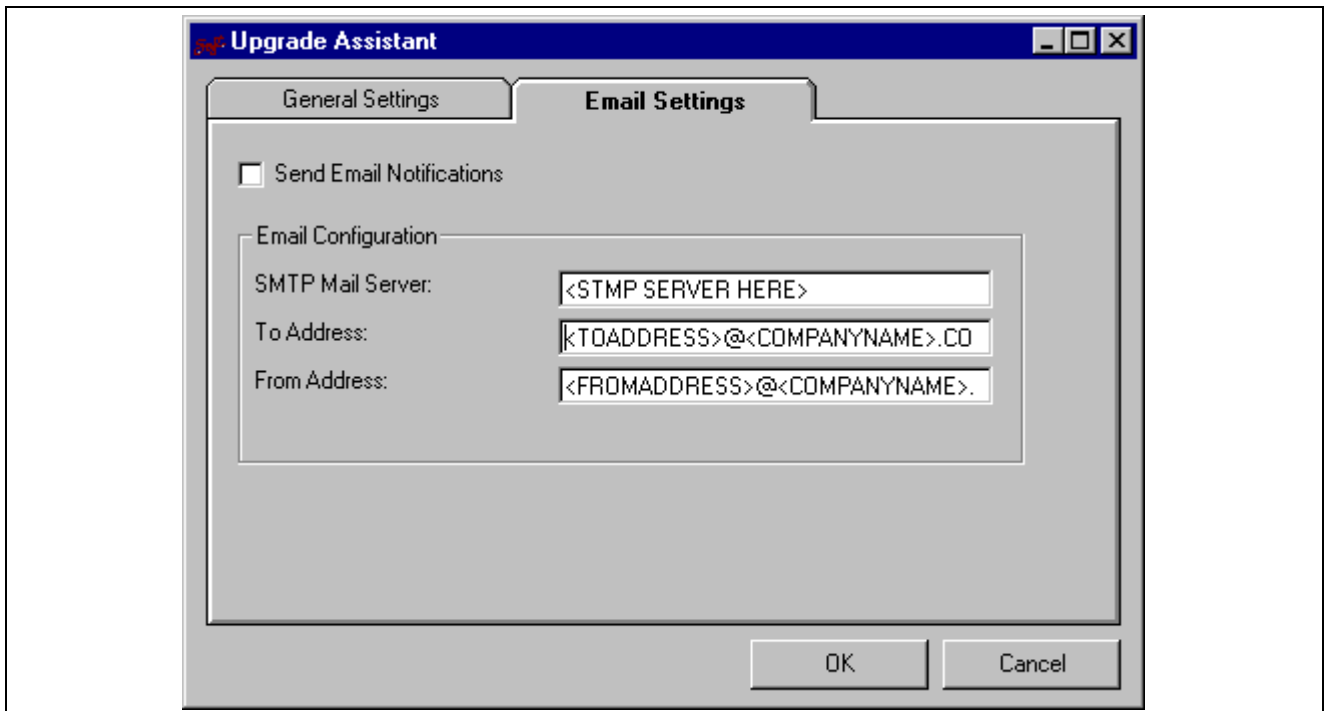 Upgrade Assistant
General Settings Email Settings
Send Email Notifications
Email Configuration
SMTP Mail Server: <STMP SERVER HERE>
To Address: <TOADDRESS>@<COMPANYNAME>.CO
From Address: <FROMADDRESS>@<COMPANYNAME>.
OK Cancel